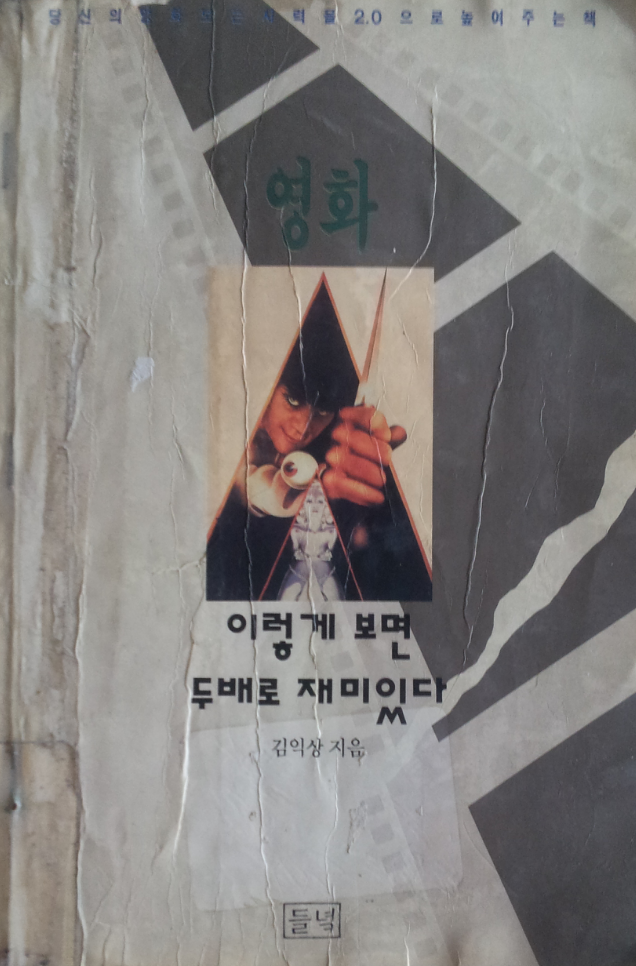 당신의 영화보는 시력을 2.0으로 높여주는 책
영화
이렇게 보면
두배로 재미있다
김익상 지음
들녘